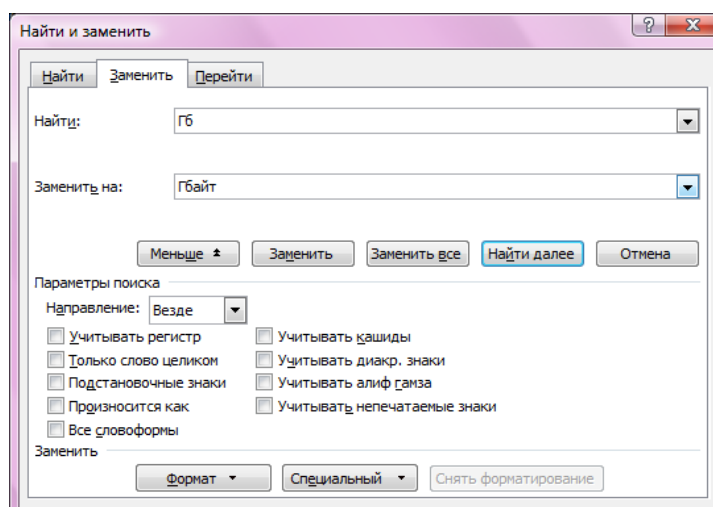 Найти и заменить
Найти Заменить Перейти
Найти: Гб
Заменить на: Гбайт
Меньше Заменить Заменить все Найти далее Отмена
Параметры поиска
Направление: Везде
Учитывать регистр Учитывать кашиды
Только слово целиком Учитывать диакр. знаки
Подстановочные знаки Учитывать алиф гамза
Произносится как Учитывать непечатаемые знаки
Все словоформы
Заменить
Формат Специальный Снять форматирование